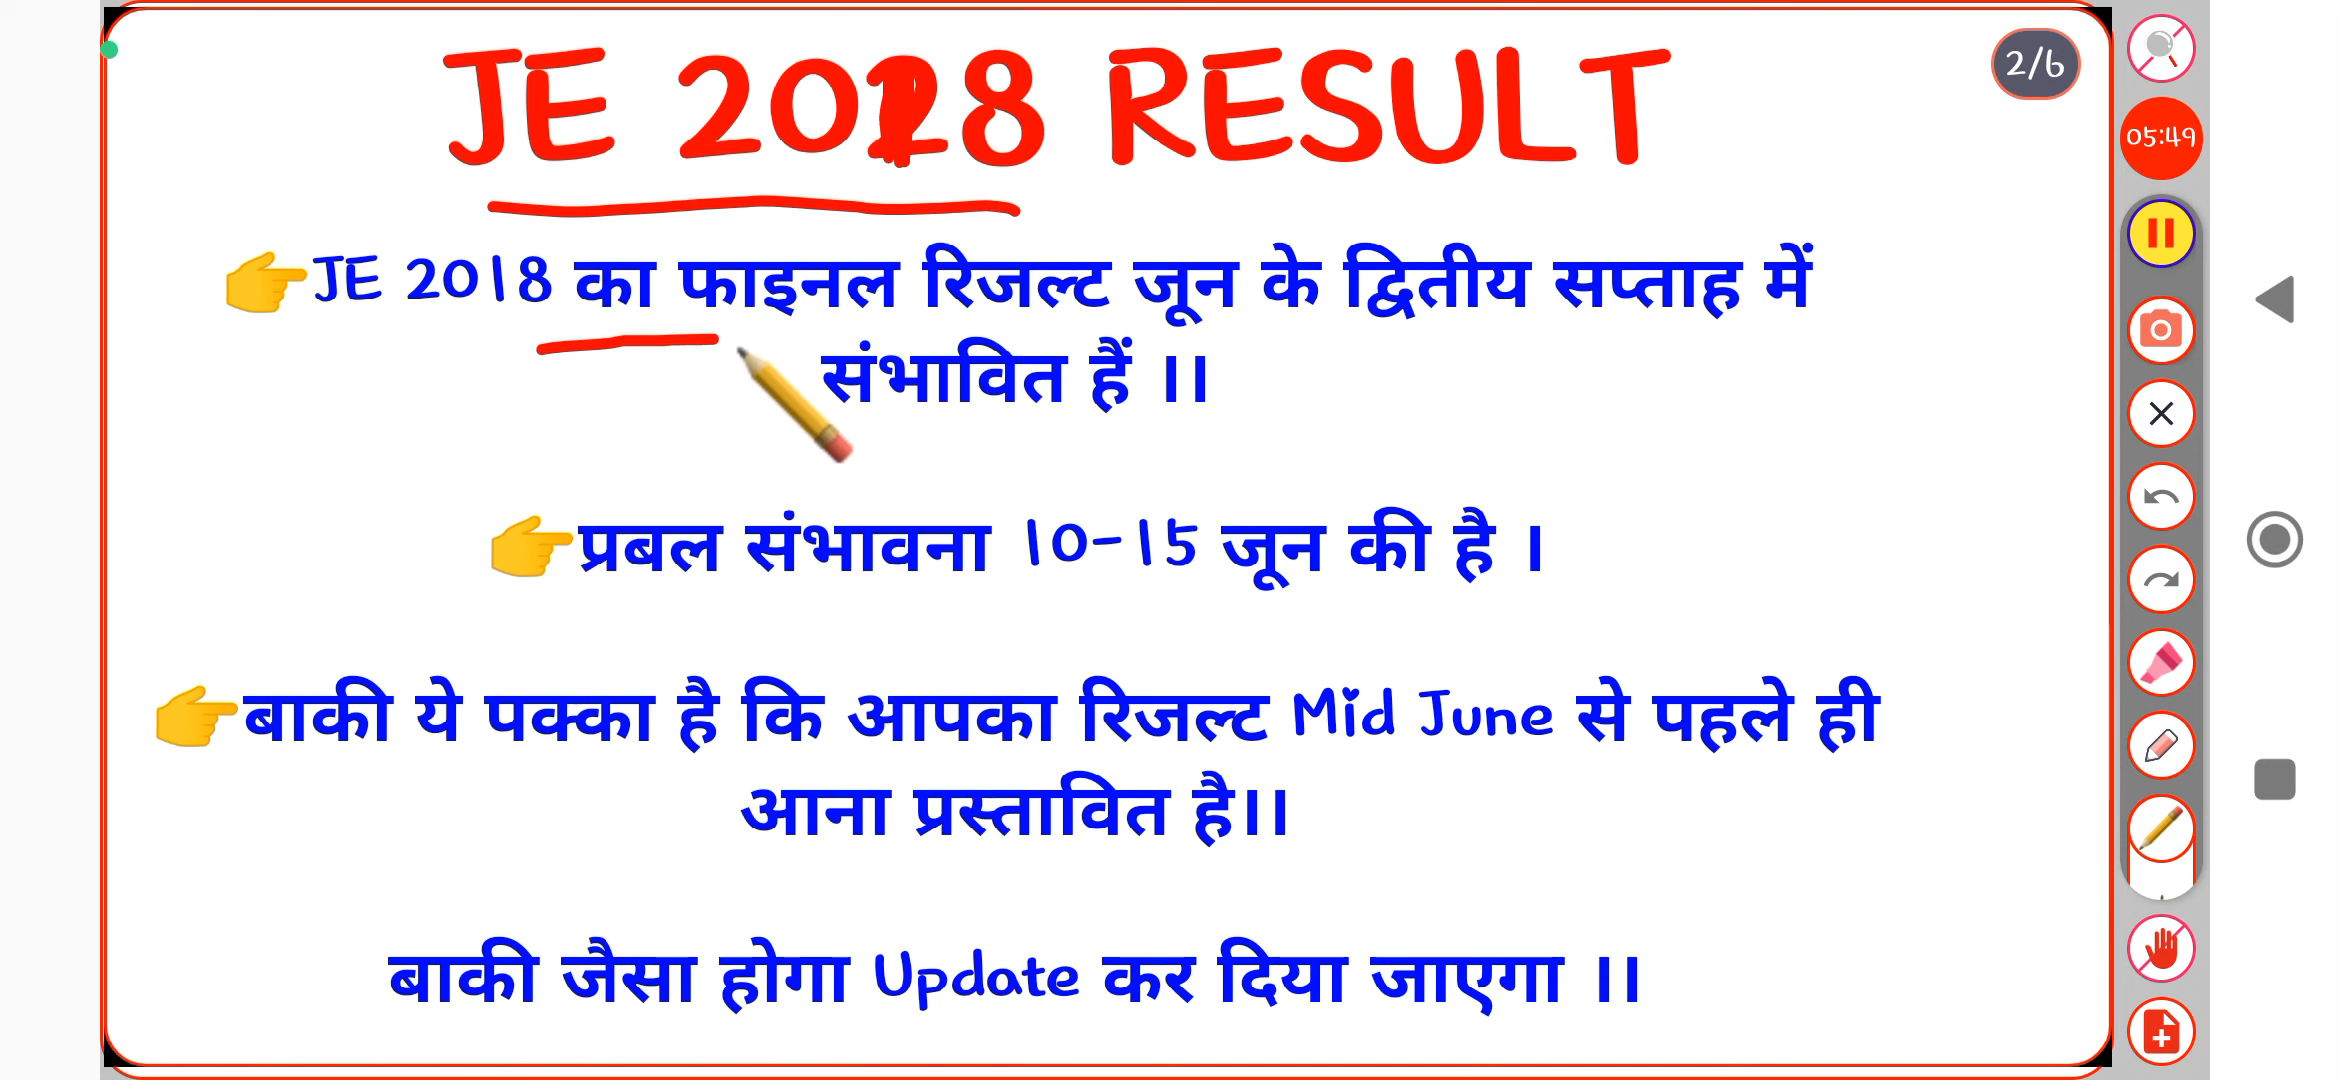 JE 2018 RESULT
2/6
05:49
👉JE 2018 का फाइनल रिजल्ट जून के द्वितीय सप्ताह में
संभावित हैं ।।
👉प्रबल संभावना 10-15 जून की है ।
👉बाकी ये पक्का है कि आपका रिजल्ट Mid June से पहले ही
आना प्रस्तावित है।।
बाकी जैसा होगा Update कर दिया जाएगा ।।